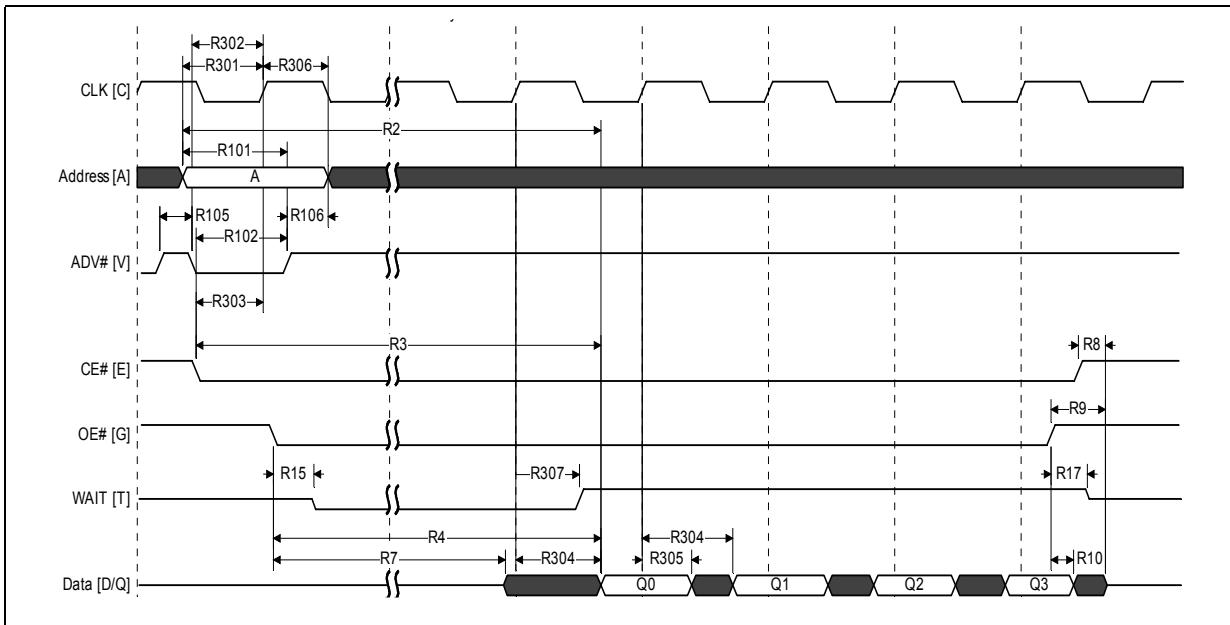 R302
R301 R306
CLK [C]
R2
R101
Address [A] A
R105 R106
R102
ADV# [V]
R303
R3 R8
CE# [E]
R9
OE# [G]
R15 R307 R17
WAIT [T]
R4 R304
R7 R304 R305 R10
Data [D/Q] Q0 Q1 Q2 Q3